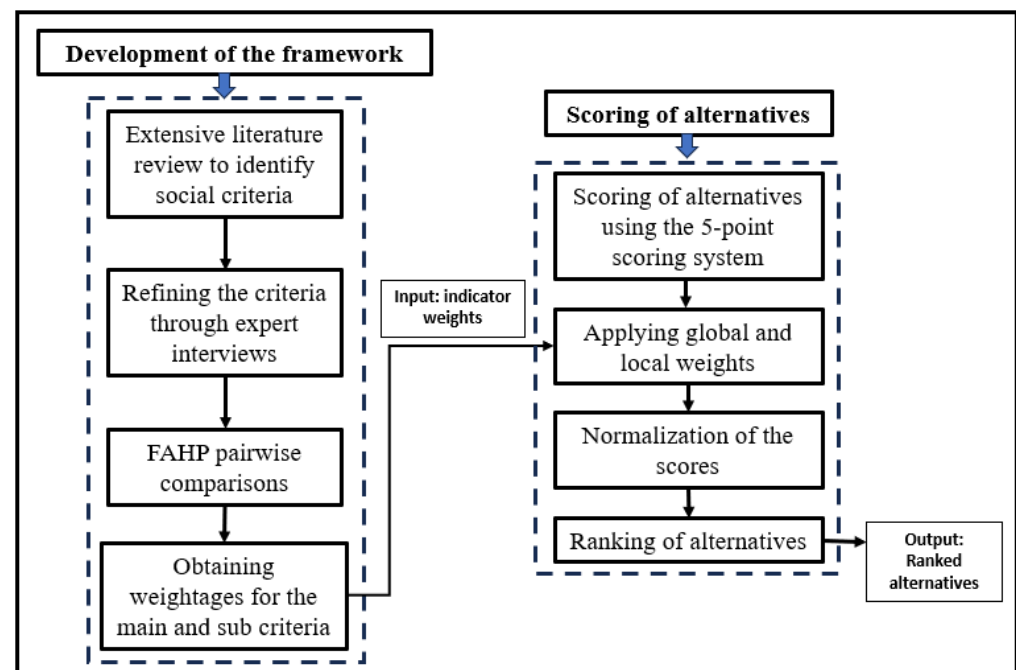 Development of the framework
Extensive literature
review to identify
social criteria
Refining the criteria
through expert
interviews
FAHP pairwise
comparisons
Obtaining
weightages for the
main and sub criteria
Input: indicator
weights
Scoring of alternatives
Scoring of alternatives
using the 5-point
scoring system
Applying global and
local weights
Normalization of the
scores
Ranking of alternatives
Output:
Ranked
alternatives